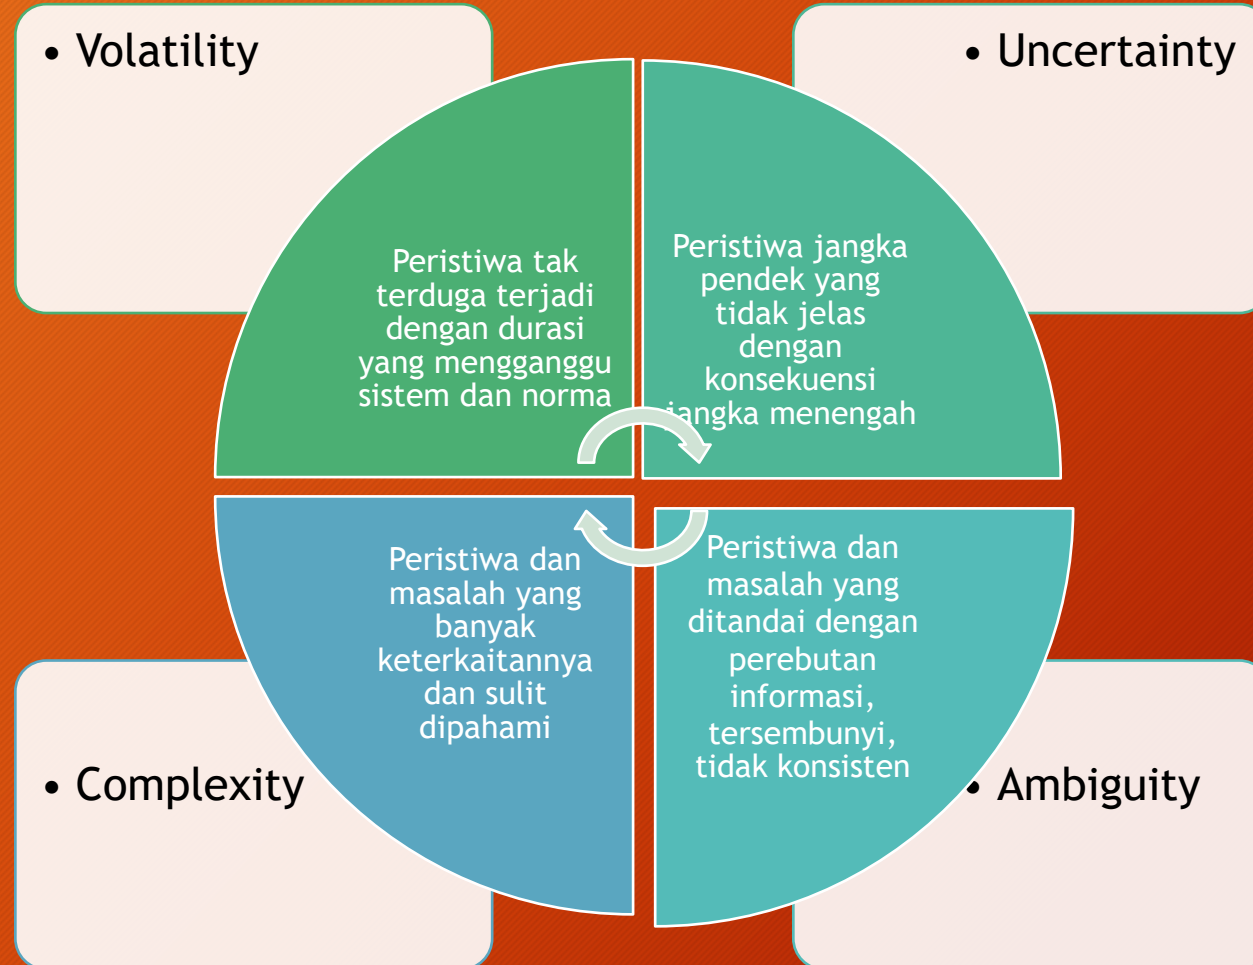 • Volatility
Peristiwa tak
terduga terjadi
dengan durasi
yang mengganggu
sistem dan norma
• Uncertainty
Peristiwa jangka
pendek yang
tidak jelas
dengan
konsekuensi
jangka menengah
• Complexity
Peristiwa dan
masalah yang
banyak
keterkaitannya
dan sulit
dipahami
• Ambiguity
Peristiwa dan
masalah yang
ditandai dengan
perebutan
informasi,
tersembunyi,
tidak konsisten